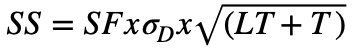 SS = SFxσ_Dx√(LT + T)